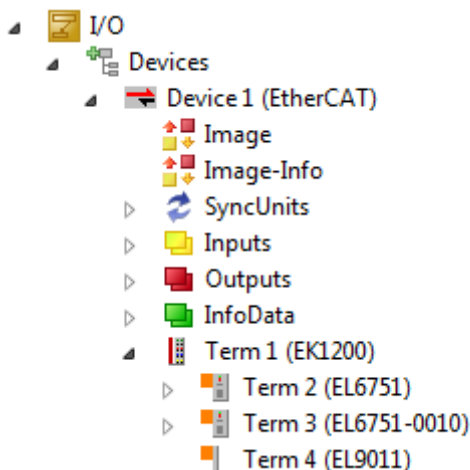 I/O
Devices
Device 1 (EtherCAT)
Image
Image-Info
SyncUnits
Inputs
Outputs
InfoData
Term 1 (EK1200)
Term 2 (EL6751)
Term 3 (EL6751-0010)
Term 4 (EL9011)